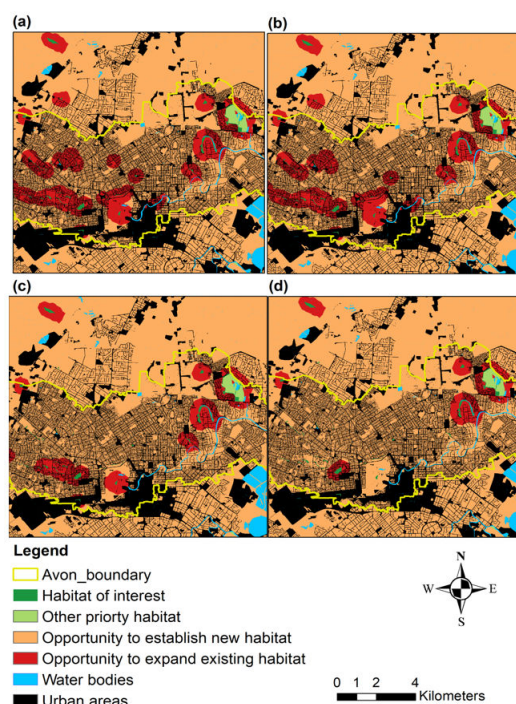 (a)
(b)
(c)
(d)
Legend
Avon_boundary
Habitat of interest
Other priorty habitat
Opportunity to establish new habitat
Opportunity to expand existing habitat
Water bodies
Urban areas
N
W
E
S
0 1 2 4
Kilometers